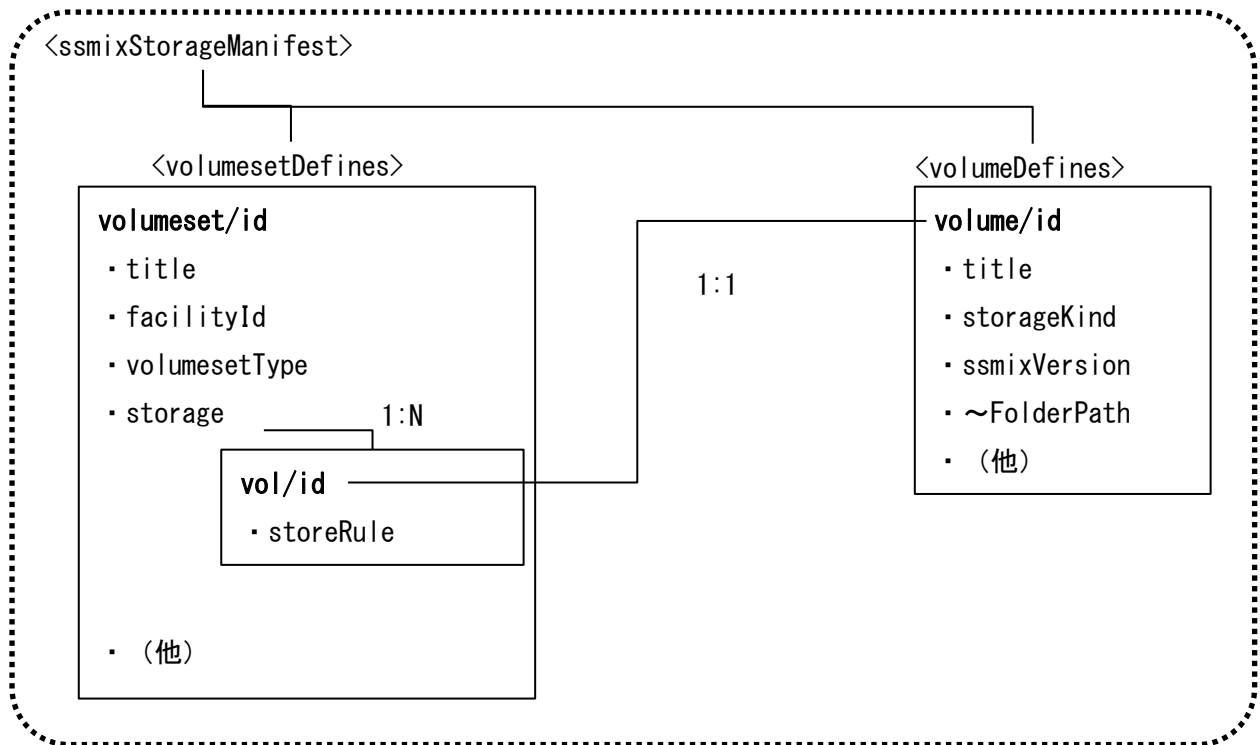 <ssmixStorageManifest>
<volumesetDefines>
volumeset/id
・title
・facilityId
・volumesetType
・storage
1:N
vol/id
・storeRule
・（他）
1:1
<volumeDefines>
volume/id
・title
・storageKind
・ssmixVersion
・～FolderPath
・（他）